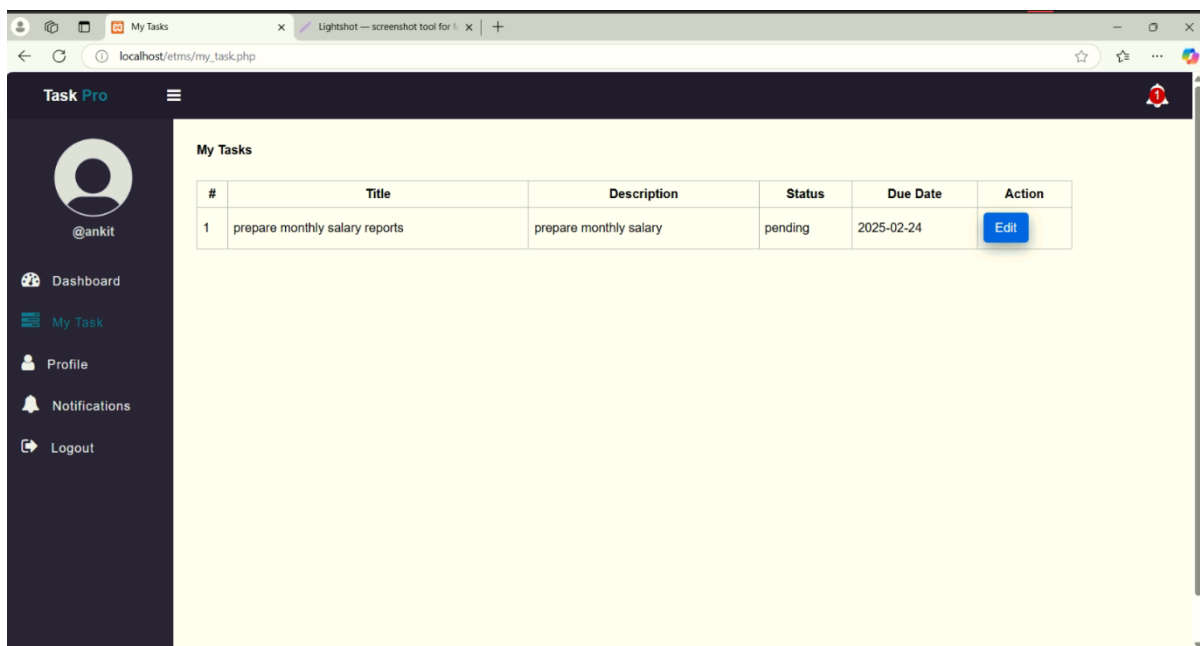 My Tasks
Lightshot — screenshot tool for
localhost/etms/my_task.php
Task Pro
1
@ankit
Dashboard
My Task
Profile
Notifications
Logout
My Tasks
# Title Description Status Due Date Action
1 prepare monthly salary reports prepare monthly salary pending 2025-02-24 Edit